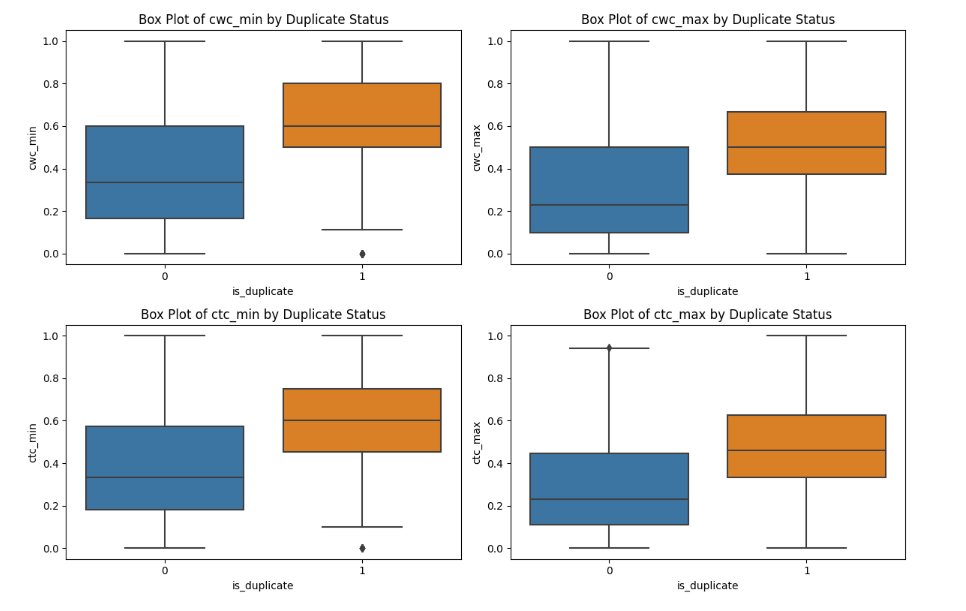 Box Plot of cwc_min by Duplicate Status
1.0
0.8
0.6
0.4
0.2
0.0
cwc_min
0
1
is_duplicate
Box Plot of cwc_max by Duplicate Status
1.0
0.8
0.6
0.4
0.2
0.0
cwc_max
0
1
is_duplicate
Box Plot of ctc_min by Duplicate Status
1.0
0.8
0.6
0.4
0.2
0.0
ctc_min
0
1
is_duplicate
Box Plot of ctc_max by Duplicate Status
1.0
0.8
0.6
0.4
0.2
0.0
ctc_max
0
1
is_duplicate